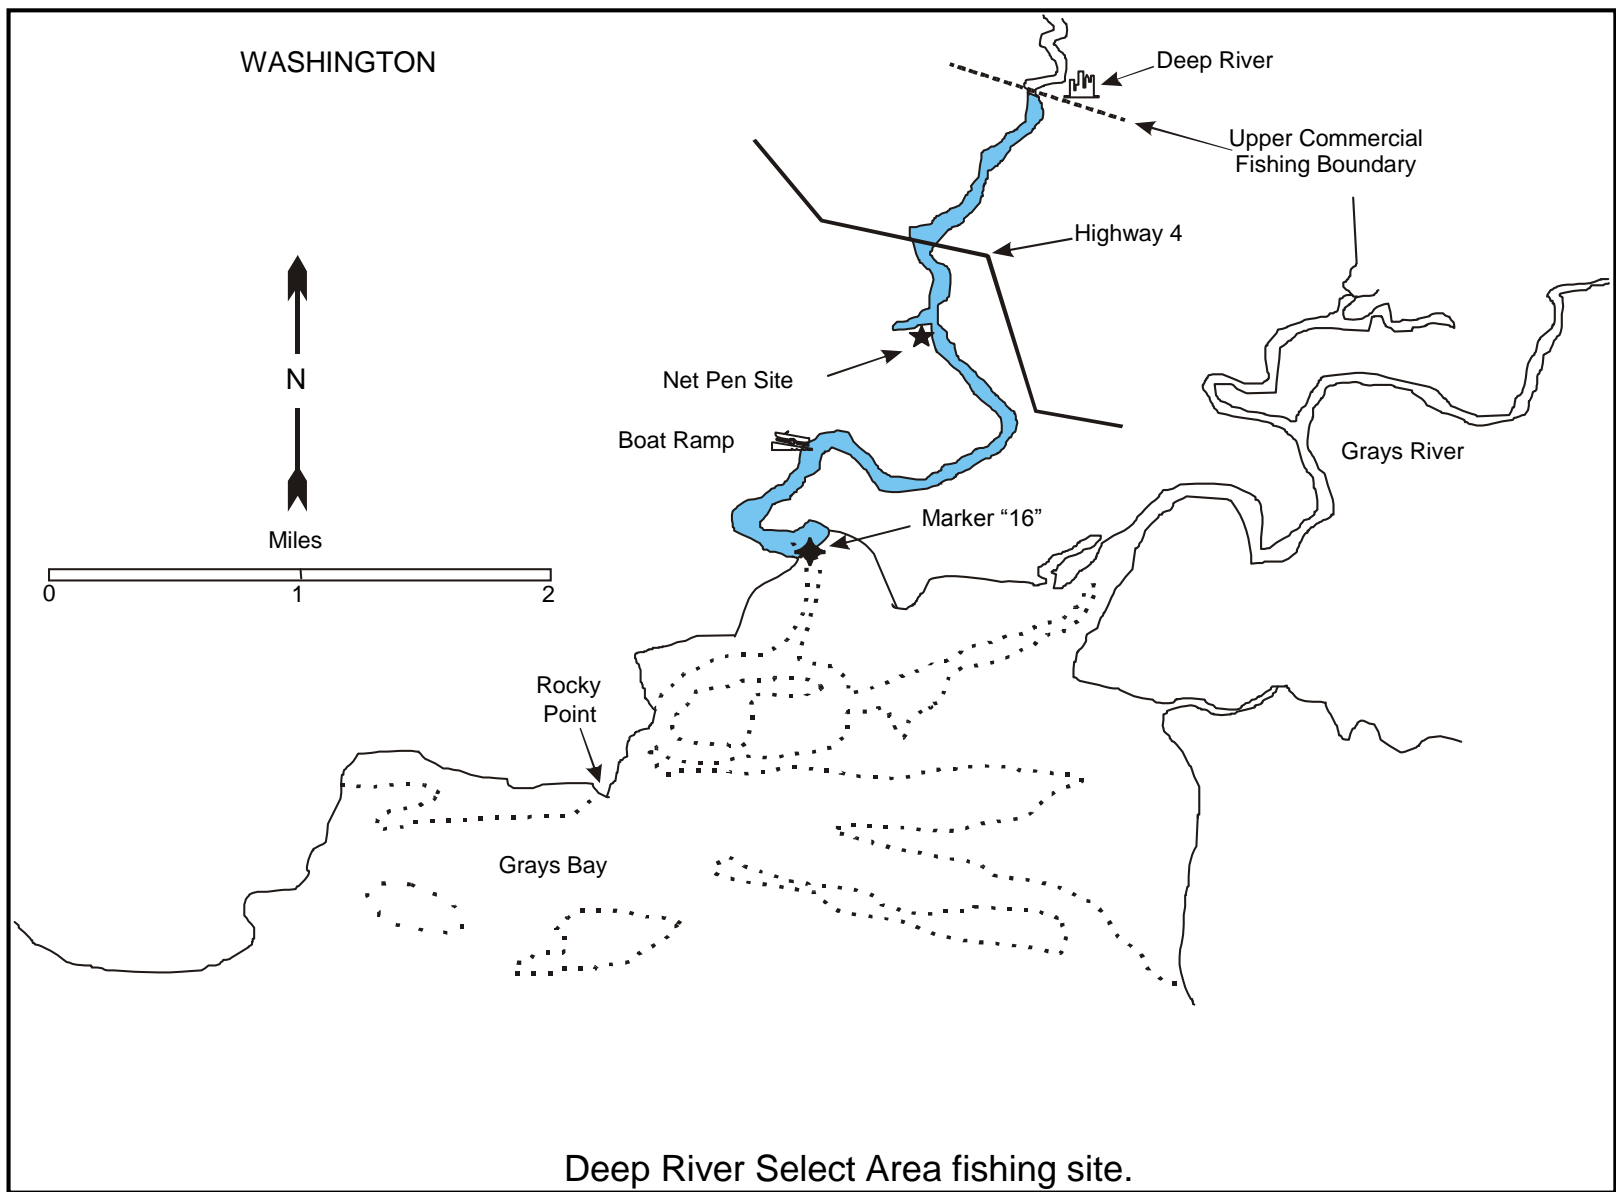 WASHINGTON
Deep River
Upper Commercial
Fishing Boundary
Highway 4
N
Net Pen Site
Boat Ramp
Grays River
Marker “16”
Miles
0 1 2
Rocky
Point
Grays Bay
Deep River Select Area fishing site.